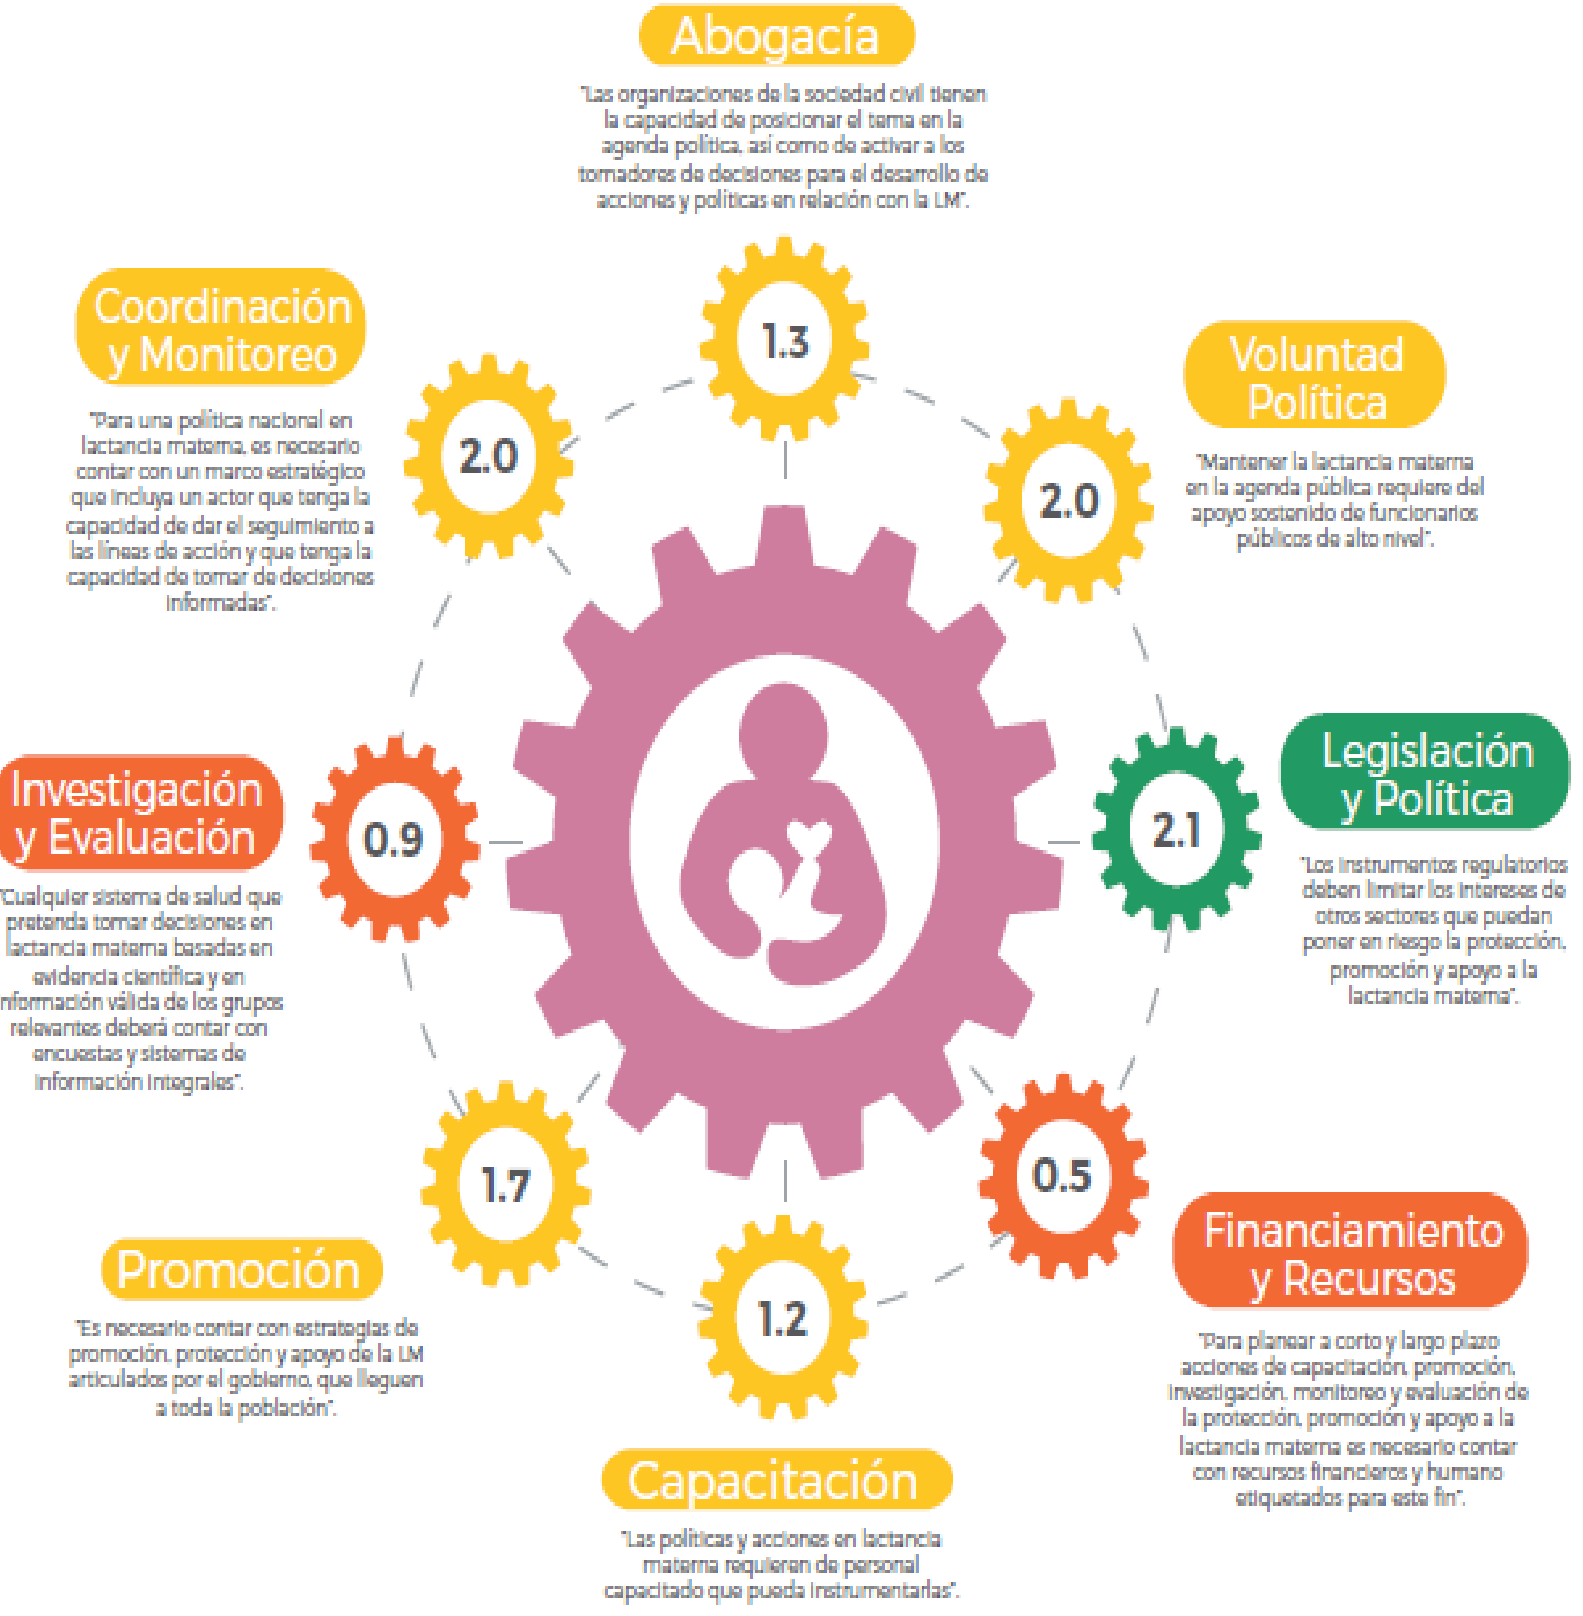 Abogacía
"Las organizaciones de la sociedad civil tienen
la capacidad de posicionar el tema en la
agenda política, así como de activar a los
tomadores de decisiones para el desarrollo de
acciones y políticas en relación con la LM".
1.3
Voluntad
Política
"Mantener la lactancia materna
en la agenda pública requiere del
apoyo sostenido de funcionarios
públicos de alto nivel".
2.0
Legislación
y Política
"Los instrumentos regulatorios
deben limitar los intereses de
otros sectores que puedan
poner en riesgo la protección,
promoción y apoyo a la
lactancia materna".
2.1
Financiamiento
y Recursos
"Para planear a corto y largo plazo
acciones de capacitación, promoción,
investigación, monitoreo y evaluación de
la protección, promoción y apoyo a la
lactancia materna es necesario contar
con recursos financieros y humano
etiquetados para este fin".
0.5
Capacitación
"Las políticas y acciones en lactancia
materna requieren de personal
capacitado que pueda instrumentarlas".
1.2
Promoción
"Es necesario contar con estrategias de
promoción, protección y apoyo de la LM
articulados por el gobierno, que lleguen
a toda la población".
1.7
Investigación
y Evaluación
"Cualquier sistema de salud que
pretenda tomar decisiones en
lactancia materna basadas en
evidencia científica y en
nformación válida de los grupos
relevantes deberá contar con
encuestas y sistemas de
información integrales".
0.9
Coordinación
y Monitoreo
"Para una política nacional en
lactancia materna, es necesario
contar con un marco estratégico
que incluya un actor que tenga la
capacidad de dar el seguimiento a
las líneas de acción y que tenga la
capacidad de tomar de decisiones
informadas".
2.0